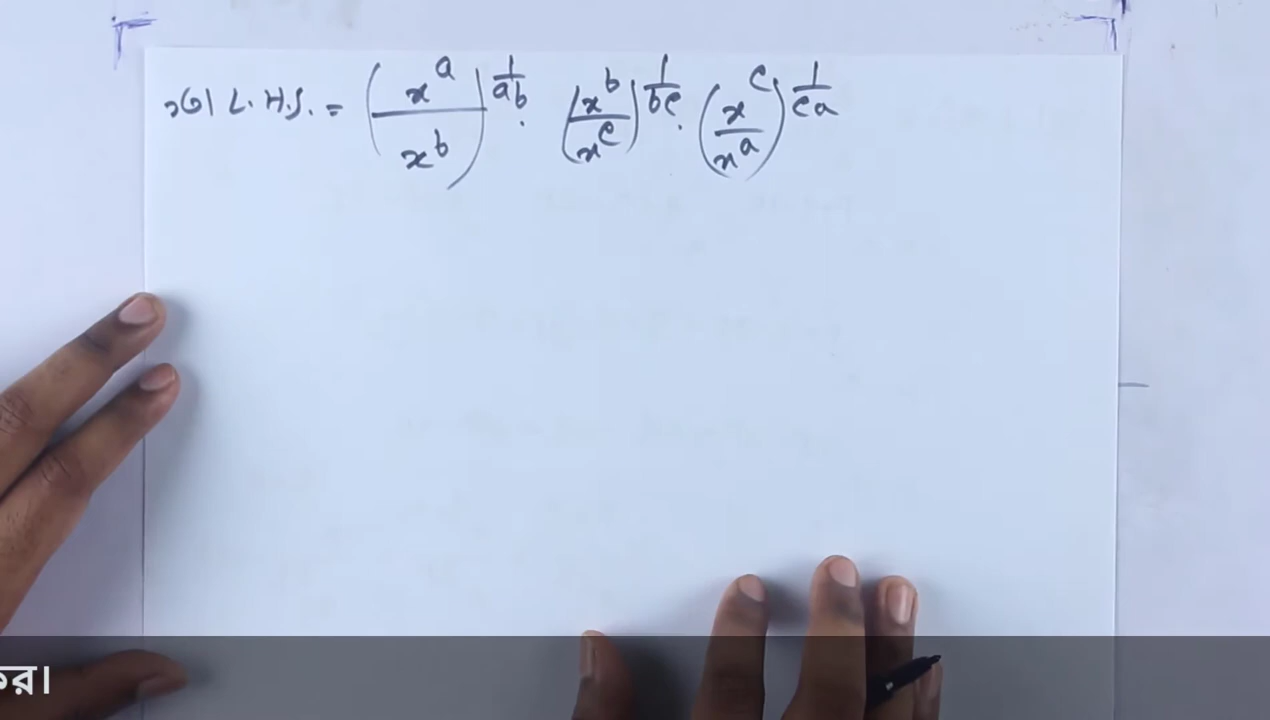 ১৩। L.H.S. = (x^a/x^b)^(1/ab) . (x^b/x^c)^(1/bc) . (x^c/x^a)^(1/ca)
কর।